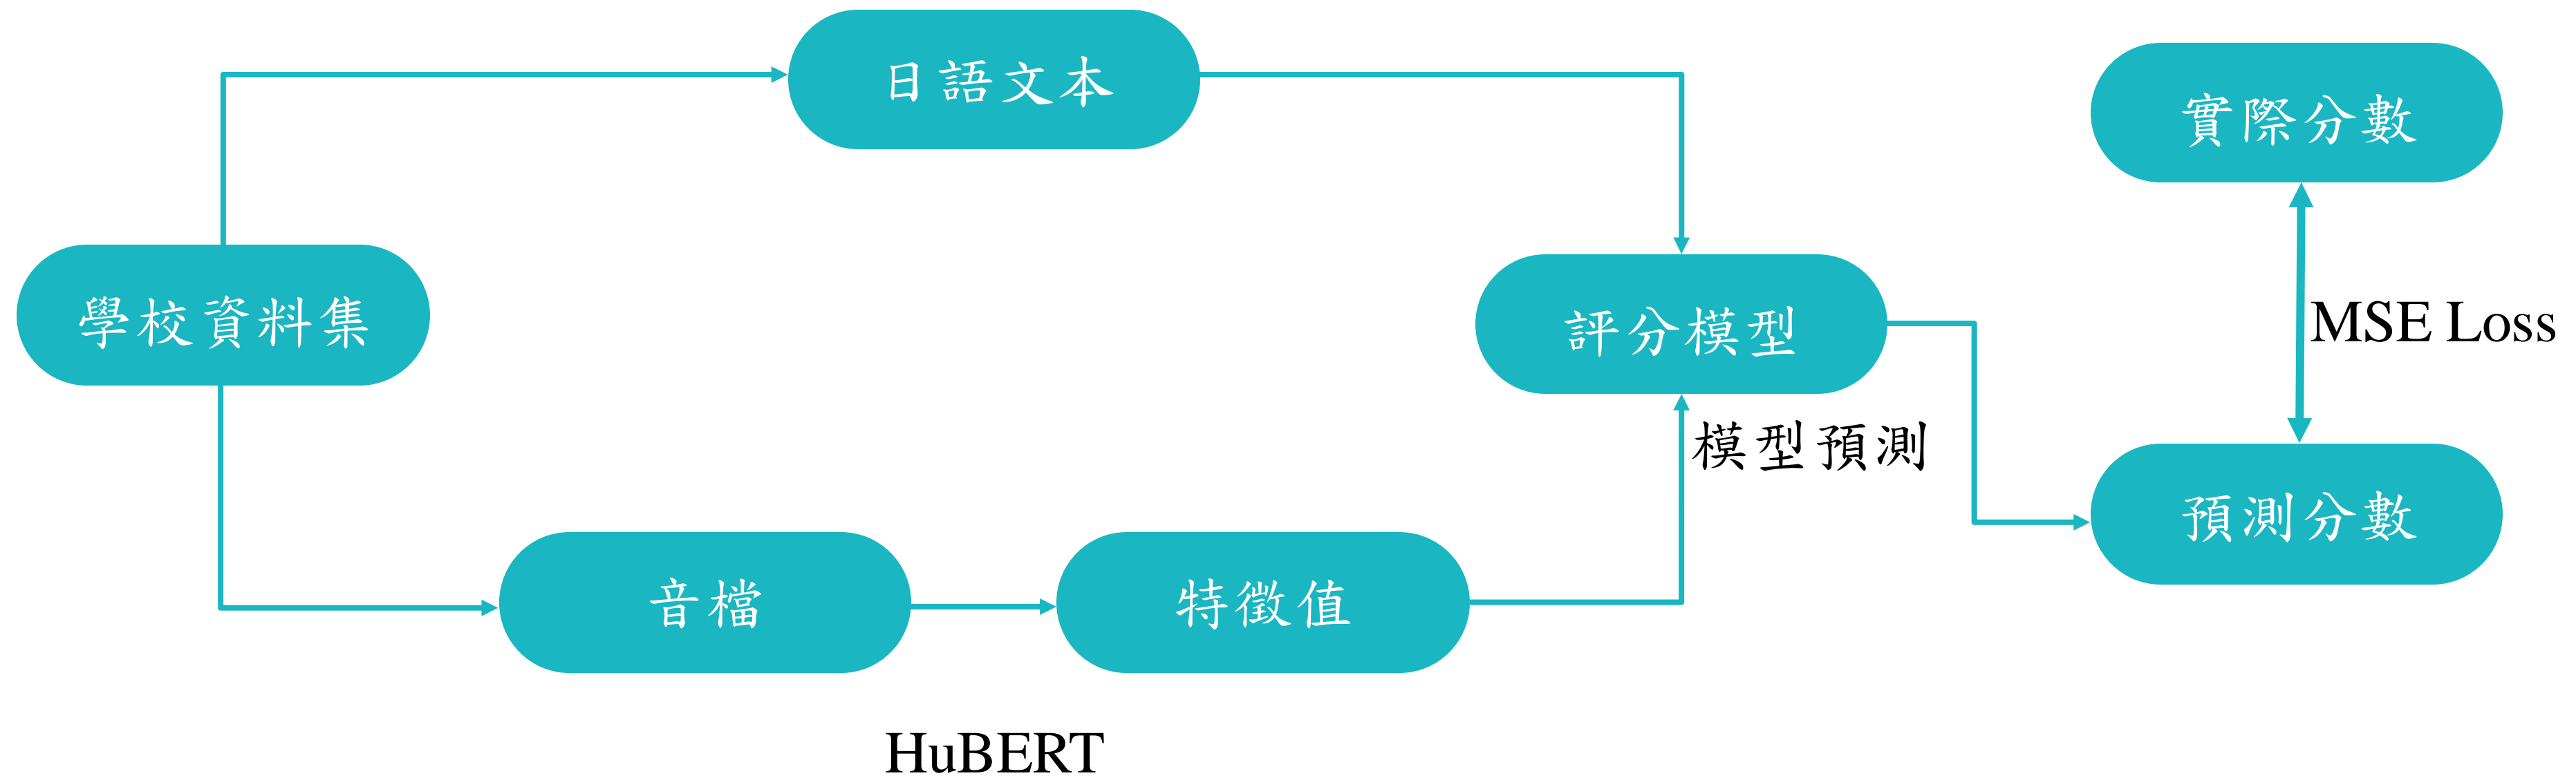 日語文本
實際分數
學校資料集
評分模型
MSE Loss
模型預測
預測分數
音檔
特徵值
HuBERT